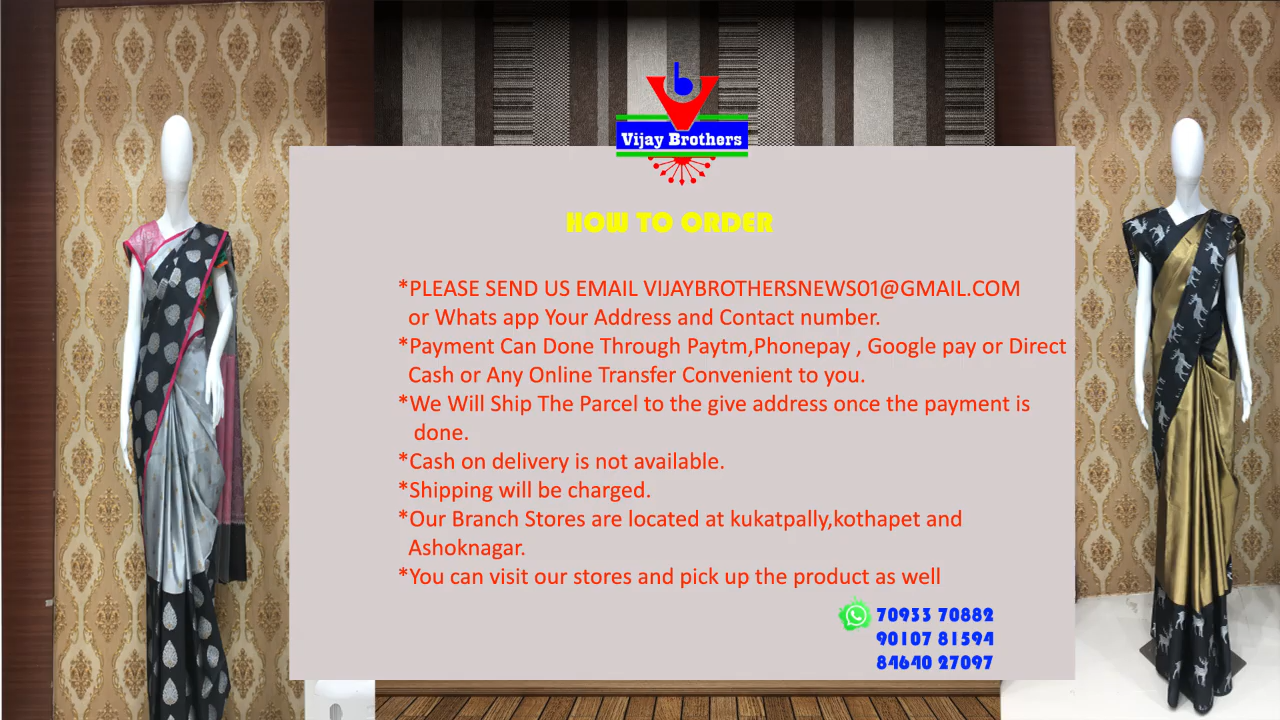 Vijay Brothers
HOW TO ORDER
*PLEASE SEND US EMAIL VIJAYBROTHERSNEWS01@GMAIL.COM
or Whats app Your Address and Contact number.
*Payment Can Done Through Paytm,Phonepay , Google pay or Direct
Cash or Any Online Transfer Convenient to you.
*We Will Ship The Parcel to the give address once the payment is
done.
*Cash on delivery is not available.
*Shipping will be charged.
*Our Branch Stores are located at kukatpally,kothapet and
Ashoknagar.
*You can visit our stores and pick up the product as well
70933 70882
90107 81594
84640 27097